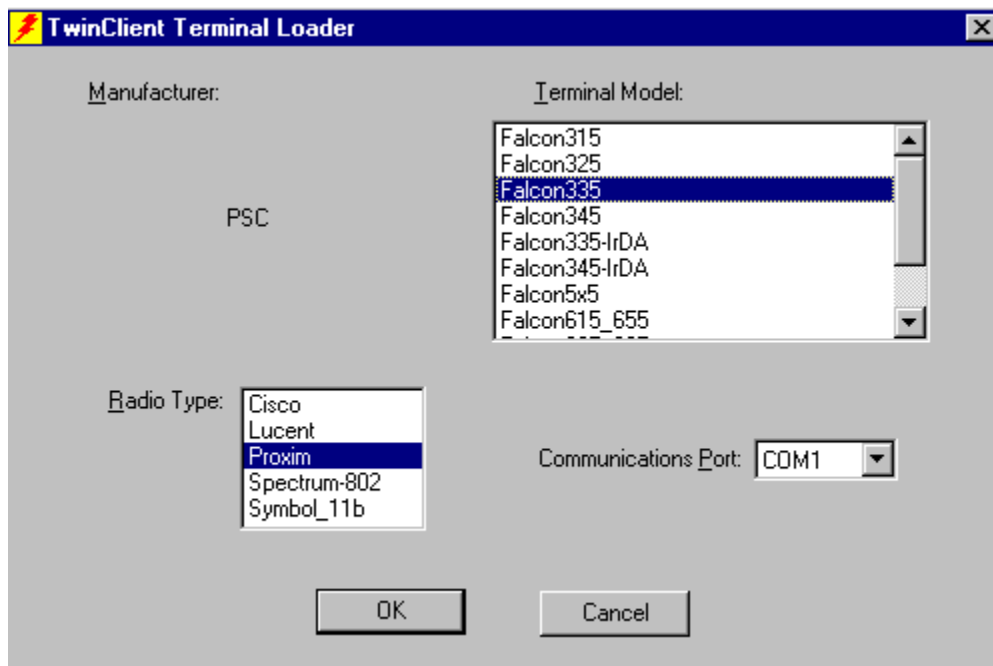 TwinClient Terminal Loader
Manufacturer:
Terminal Model:
Falcon315
Falcon325
Falcon335
Falcon345
Falcon335-IrDA
Falcon345-IrDA
Falcon5x5
Falcon615_655
PSC
Radio Type:
Cisco
Lucent
Proxim
Spectrum-802
Symbol_11b
Communications Port:
COM1
OK
Cancel